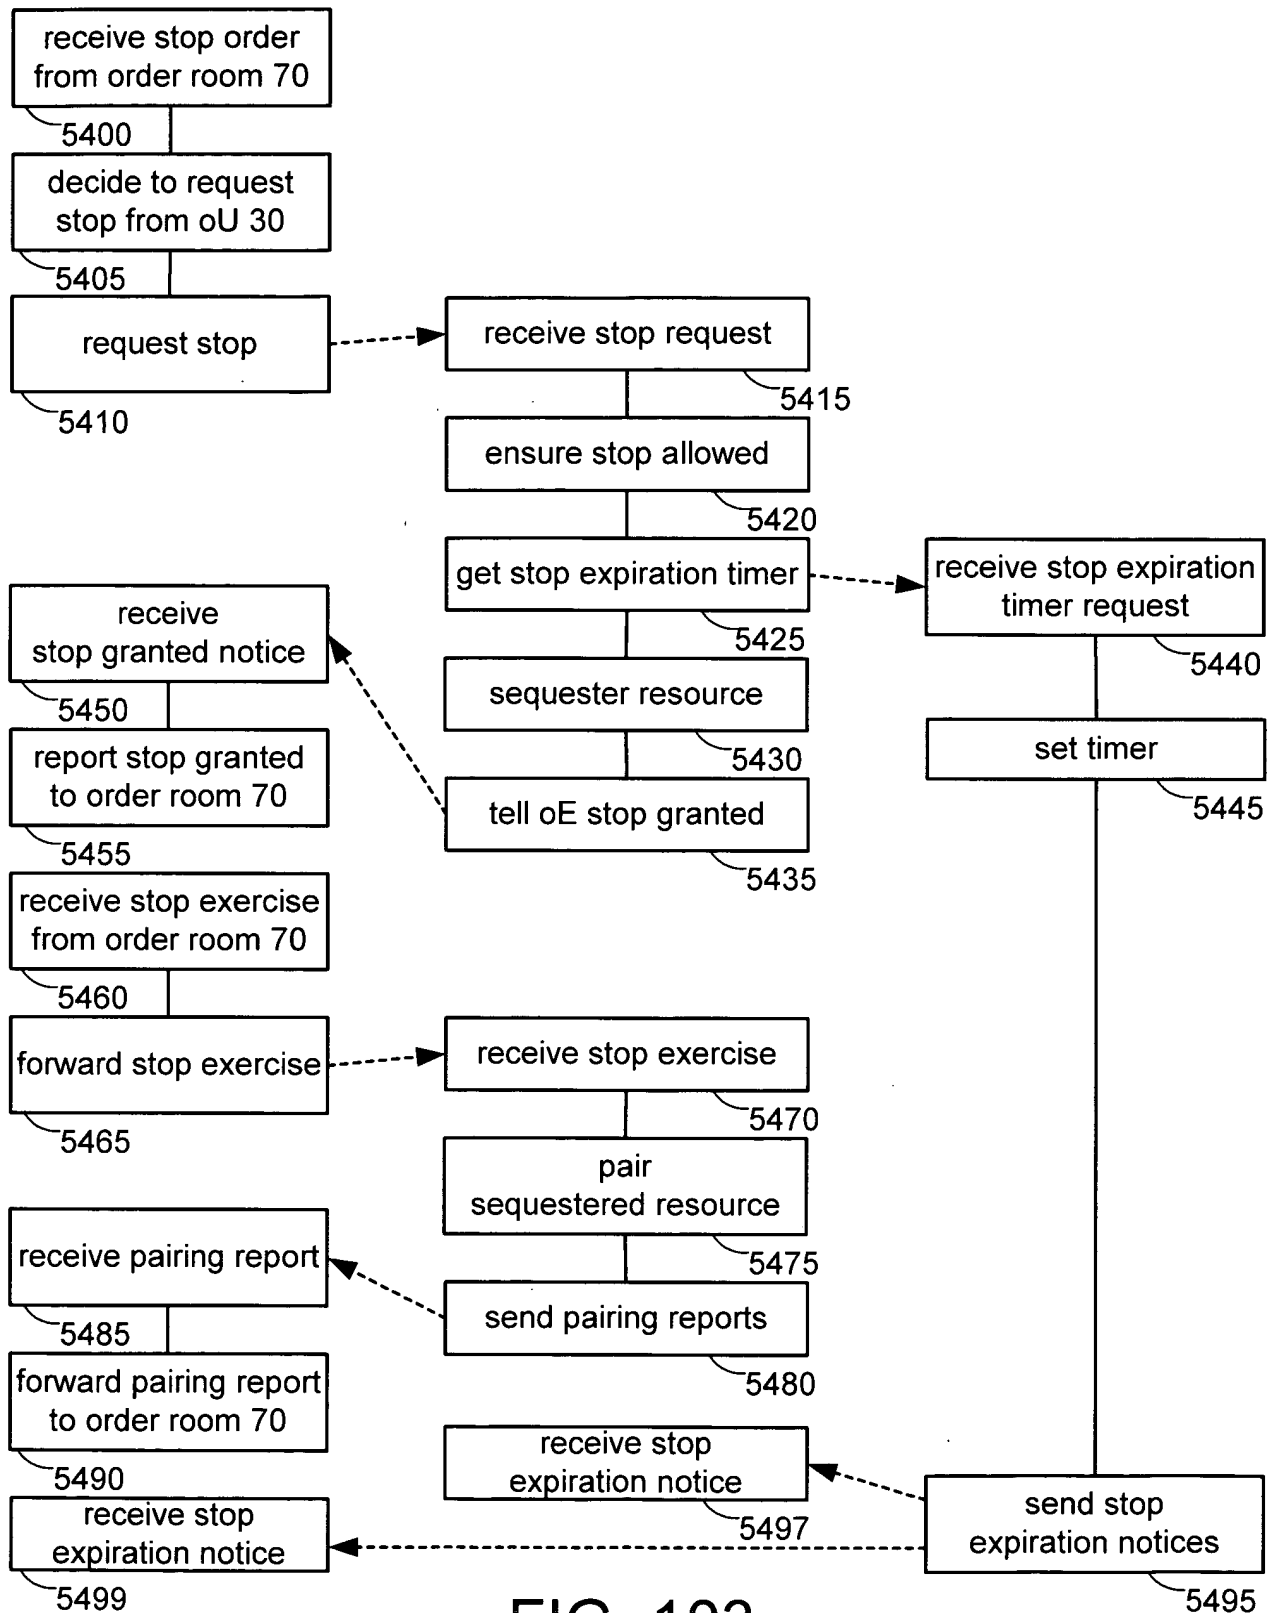 receive stop order
from order room 70
5400
decide to request
stop from oU 30
5405
request stop
5410
receive stop request
5415
ensure stop allowed
5420
get stop expiration timer
5425
receive stop expiration
timer request
5440
sequester resource
5430
set timer
5445
tell oE stop granted
5435
receive
stop granted notice
5450
report stop granted
to order room 70
5455
receive stop exercise
from order room 70
5460
forward stop exercise
5465
receive stop exercise
5470
pair
sequestered resource
5475
send pairing reports
5480
receive pairing report
5485
forward pairing report
to order room 70
5490
send stop
expiration notices
5495
receive stop
expiration notice
5497
receive stop
expiration notice
5499